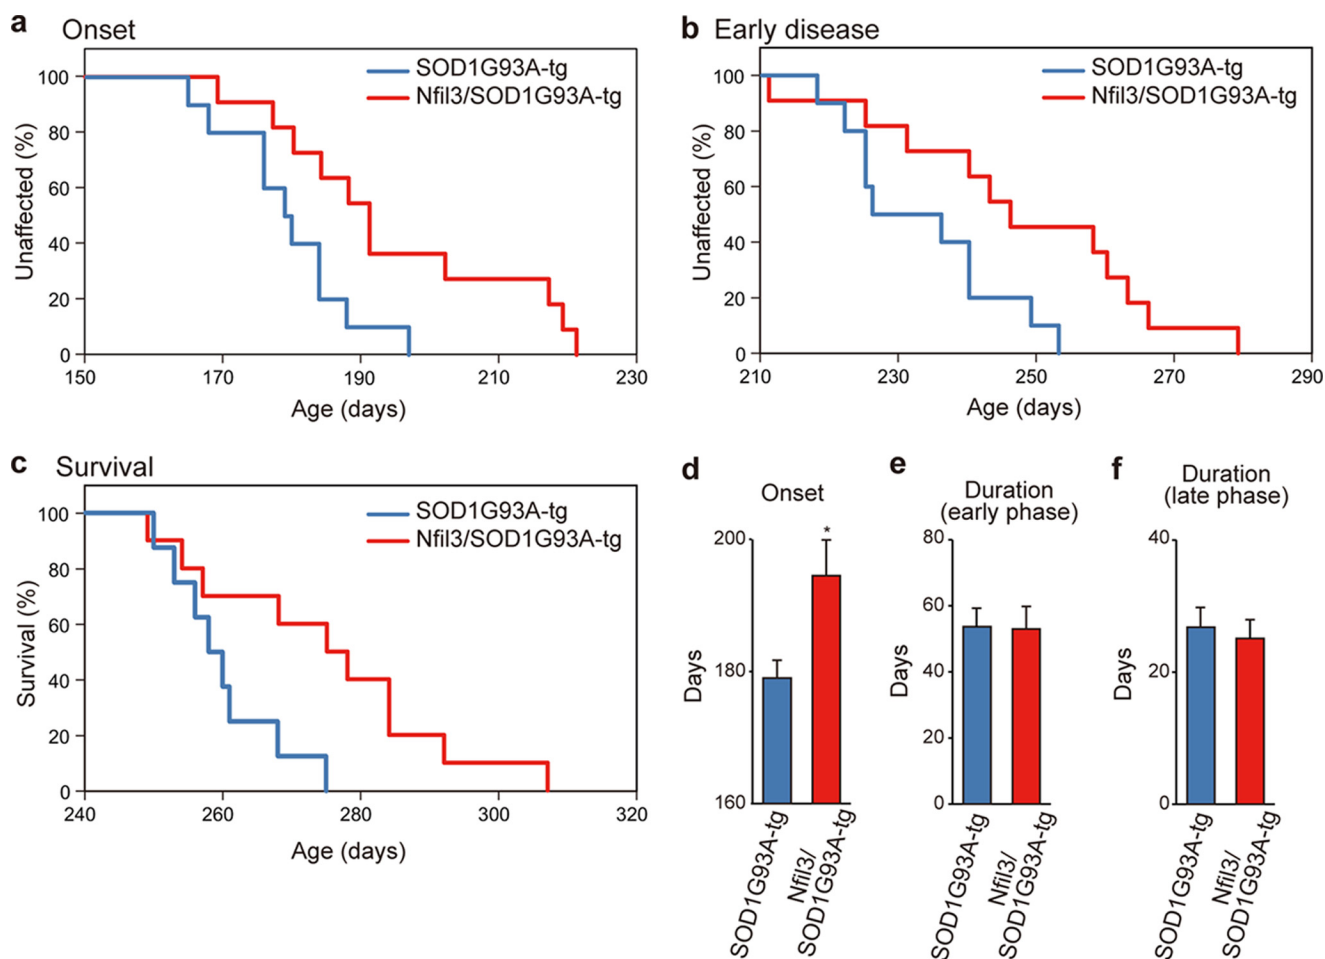 a Onset
SOD1G93A-tg
Nfil3/SOD1G93A-tg
Unaffected (%)
100
80
60
40
20
0
150 170 190 210 230
Age (days)
b Early disease
SOD1G93A-tg
Nfil3/SOD1G93A-tg
Unaffected (%)
100
80
60
40
20
0
210 230 250 270 290
Age (days)
c Survival
SOD1G93A-tg
Nfil3/SOD1G93A-tg
Survival (%)
100
80
60
40
20
0
240 260 280 300 320
Age (days)
d
Onset
Days
200
180
160
*
SOD1G93A-tg
Nfil3/
SOD1G93A-tg
e
Duration
(early phase)
Days
80
60
40
20
0
SOD1G93A-tg
Nfil3/
SOD1G93A-tg
f
Duration
(late phase)
Days
40
20
0
SOD1G93A-tg
Nfil3/
SOD1G93A-tg